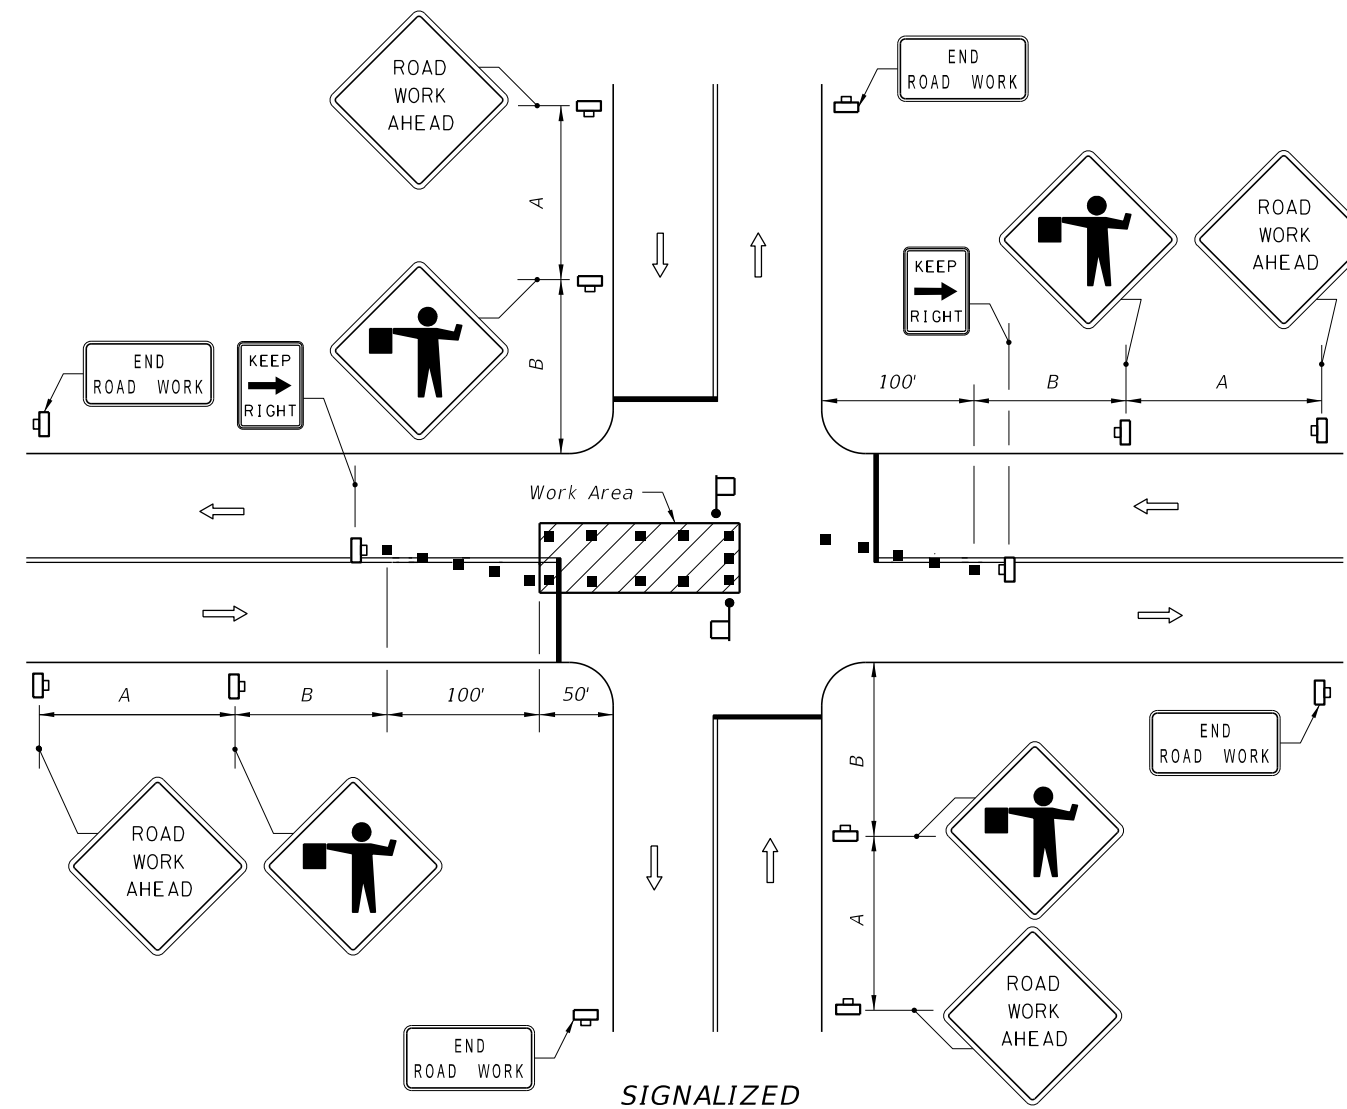 ROAD
WORK
AHEAD
END
ROAD WORK
A
KEEP
RIGHT
ROAD
WORK
AHEAD
END
ROAD WORK
KEEP
RIGHT
B
100'
B
A
Work Area
A
B
100'
50'
END
ROAD WORK
B
ROAD
WORK
AHEAD
A
ROAD
WORK
AHEAD
END
ROAD WORK
SIGNALIZED